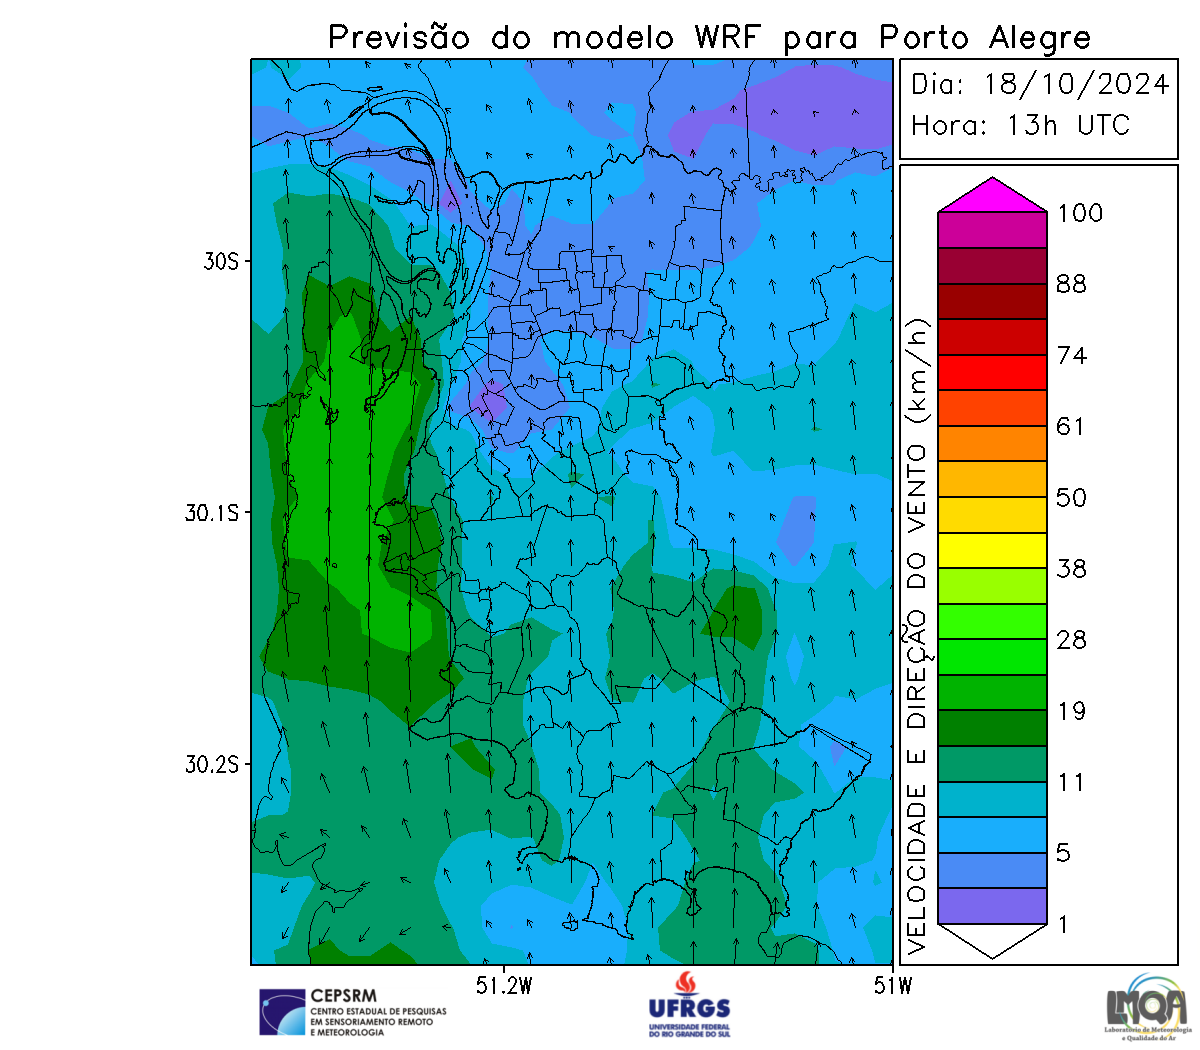 Previsão do modelo WRF para Porto Alegre
Dia: 18/10/2024
Hora: 13h UTC
30S
30.1S
30.2S
51.2W
51W
VELOCIDADE E DIREÇÃO DO VENTO (km/h)
100
88
74
61
50
38
28
19
11
5
1
CEPSRM
CENTRO ESTADUAL DE PESQUISAS
EM SENSORIAMENTO REMOTO
E METEOROLOGIA
UFRGS
UNIVERSIDADE FEDERAL
DO RIO GRANDE DO SUL
LMQA
Laboratório de Meteorologia
e Qualidade do Ar